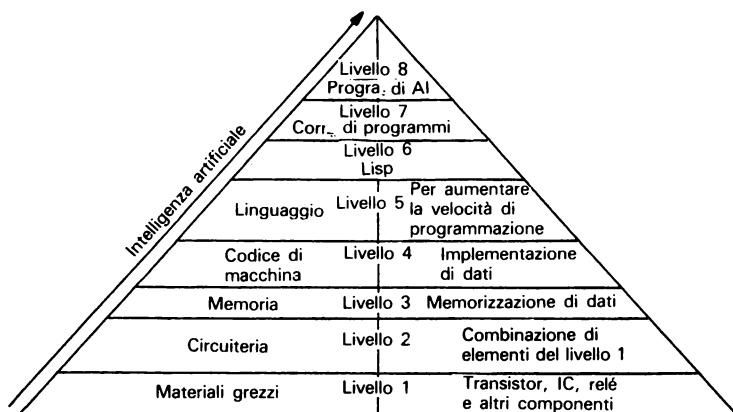 Intelligenza artificiale
Livello 8
di AI
Livello 7
di programmi
Livello 6
Lisp
Linguaggio
Livello 5
Per aumentare
la velocità di
programmazione
Codice di
macchina
Livello 4
Implementazione
di dati
Memoria
Livello 3
Memorizzazione di dati
Circuiteria
Livello 2
Combinazione di
elementi del livello 1
Materiali grezzi
Livello 1
Transistor, IC, relé
e altri componenti